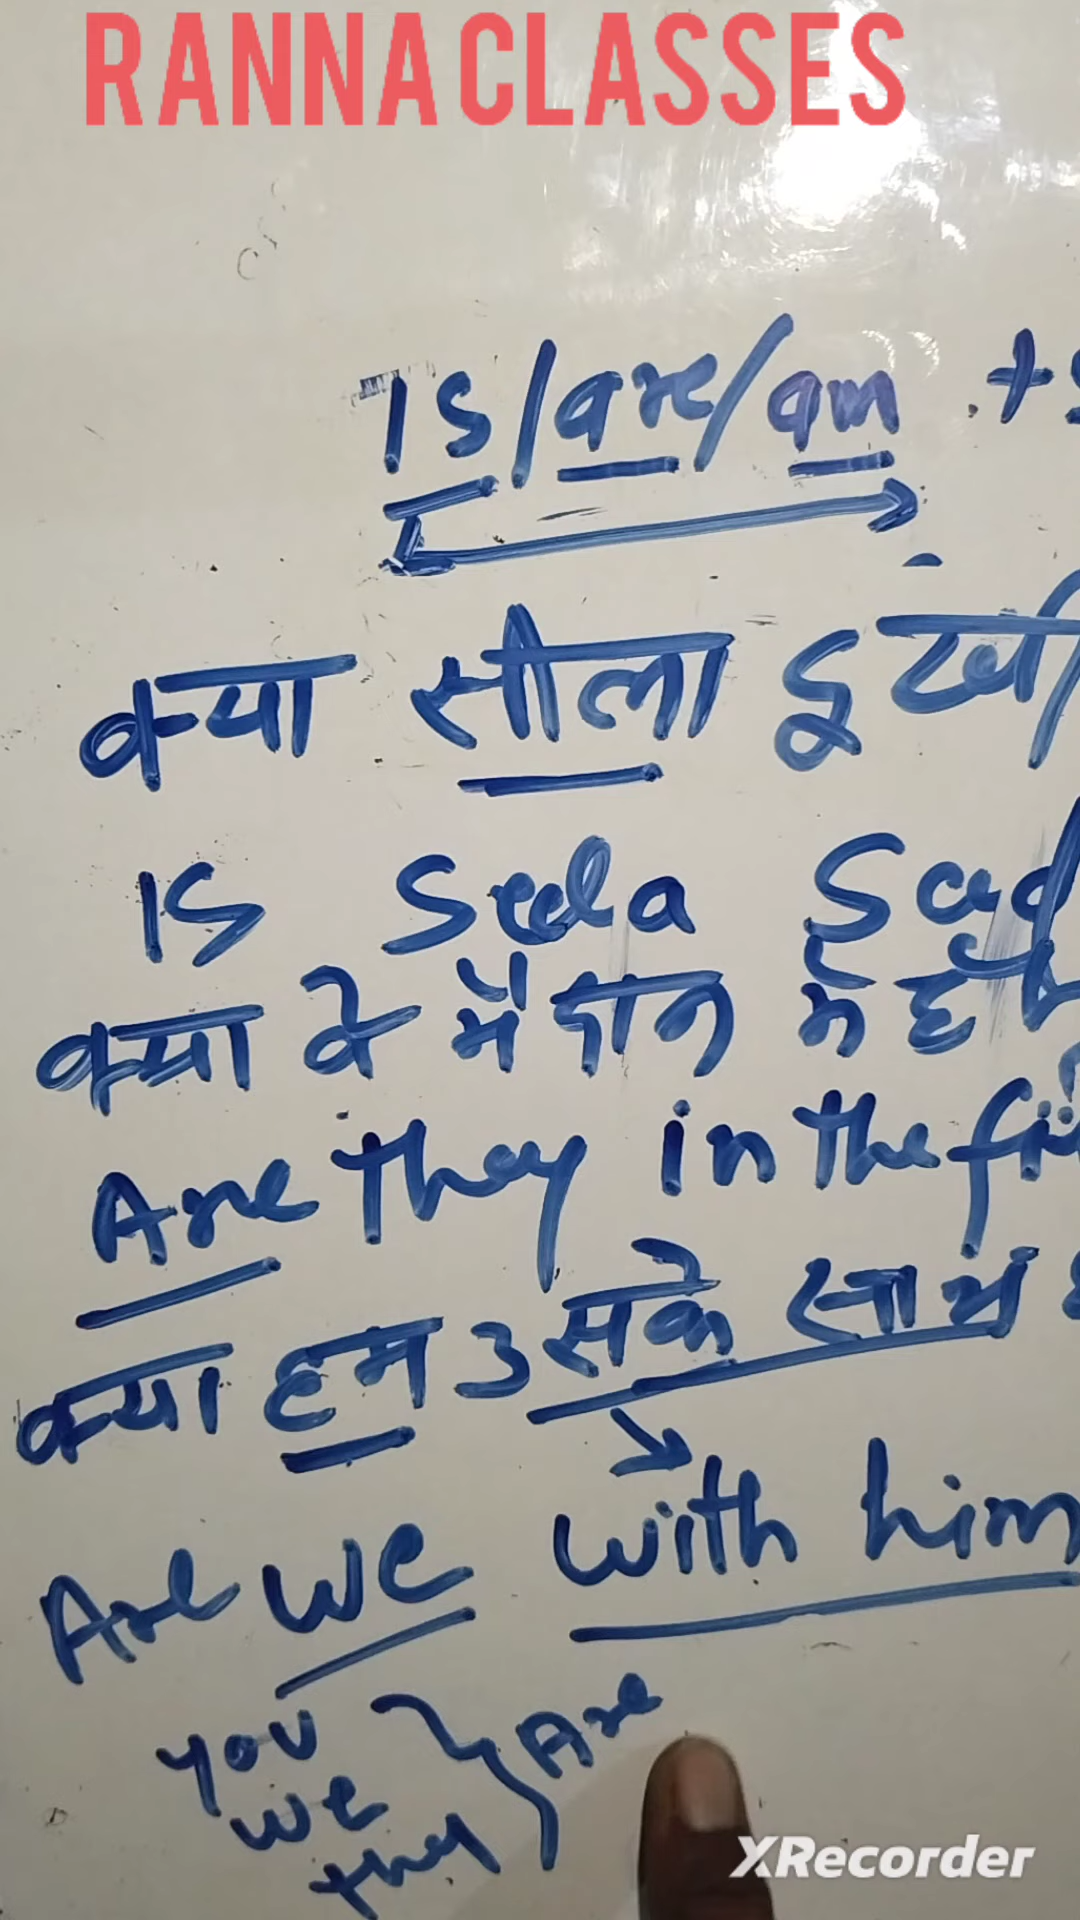 RANNA CLASSES
Is/are/am + S
क्या सीला दुखी
Is Seela Sad
क्या वे मैदान में है
Are they in the fie
क्या हम उसके साथ
Are we with him
you
we
they
Are
XRecorder